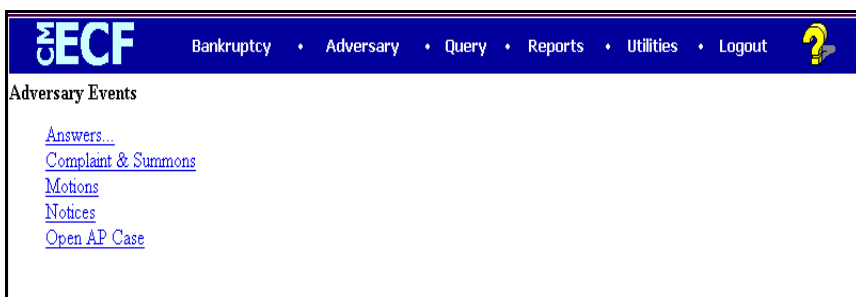 CM ECF Bankruptcy • Adversary • Query • Reports • Utilities • Logout ?
Adversary Events
Answers...
Complaint & Summons
Motions
Notices
Open AP Case